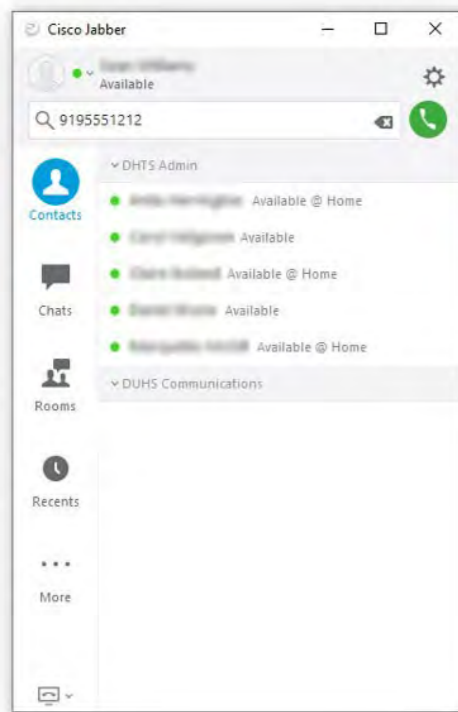 Cisco Jabber
Available
9195551212
DHTS Admin
Contacts
Available @ Home
Available
Available @ Home
Chats
Available
Available @ Home
Rooms
DUHS Communications
Recents
More